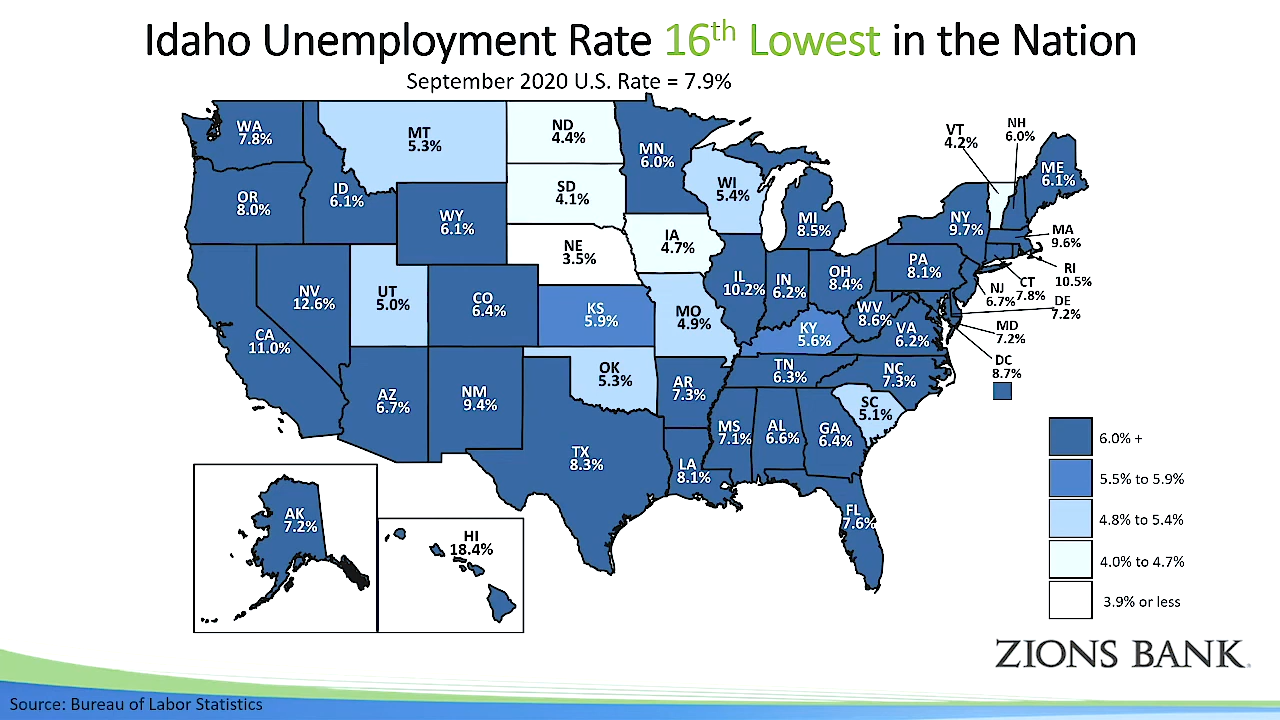 Idaho Unemployment Rate 16th Lowest in the Nation
September 2020 U.S. Rate = 7.9%
WA
7.8%
MT
5.3%
ND
4.4%
MN
6.0%
VT
4.2%
NH
6.0%
ME
6.1%
OR
8.0%
ID
6.1%
SD
4.1%
WI
5.4%
WY
6.1%
MI
8.5%
NY
9.7%
MA
9.6%
IA
4.7%
NE
3.5%
PA
8.1%
RI
10.5%
NV
12.6%
UT
5.0%
CO
6.4%
IL
10.2%
IN
6.2%
OH
8.4%
NJ
6.7%
CT
7.8%
DE
7.2%
KS
5.9%
MO
4.9%
WV
8.6%
KY
5.6%
VA
6.2%
MD
7.2%
CA
11.0%
DC
8.7%
OK
5.3%
TN
6.3%
NC
7.3%
AZ
6.7%
NM
9.4%
AR
7.3%
SC
5.1%
MS
7.1%
AL
6.6%
GA
6.4%
TX
8.3%
LA
8.1%
FL
7.6%
AK
7.2%
HI
18.4%
6.0% +
5.5% to 5.9%
4.8% to 5.4%
4.0% to 4.7%
3.9% or less
ZIONS BANK.
Source: Bureau of Labor Statistics